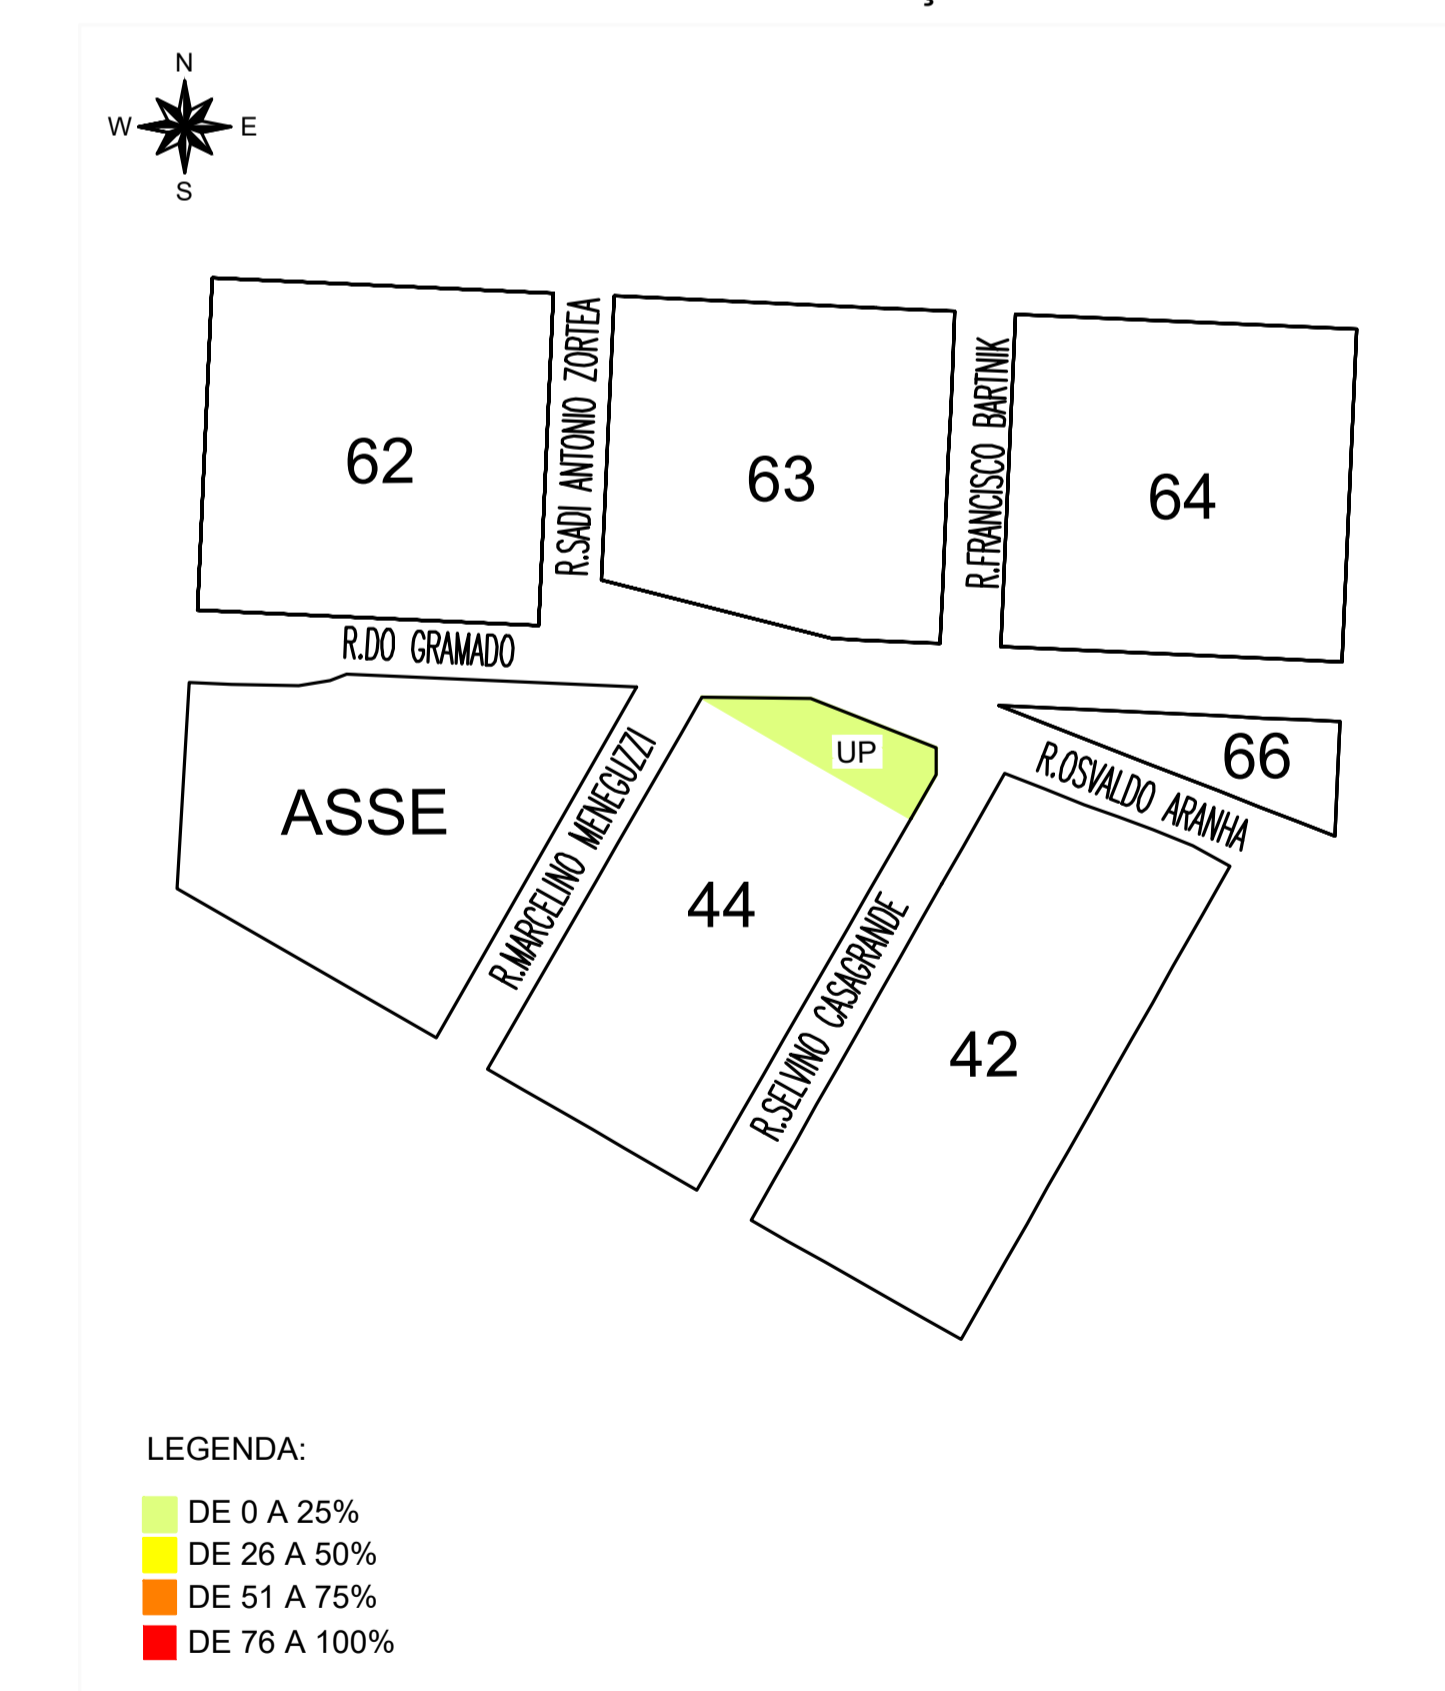 N
W E
S
62
R.SADI ANTONIO ZORTEA
63
R.FRANCISCO BARTNIK
64
R.DO GRAMADO
ASSE
R.MARCELINO MENEGUZZI
UP
44
66
R.OSVALDO ARANHA
R.SELVINO CASAGRANDE
42
LEGENDA:
DE 0 A 25%
DE 26 A 50%
DE 51 A 75%
DE 76 A 100%